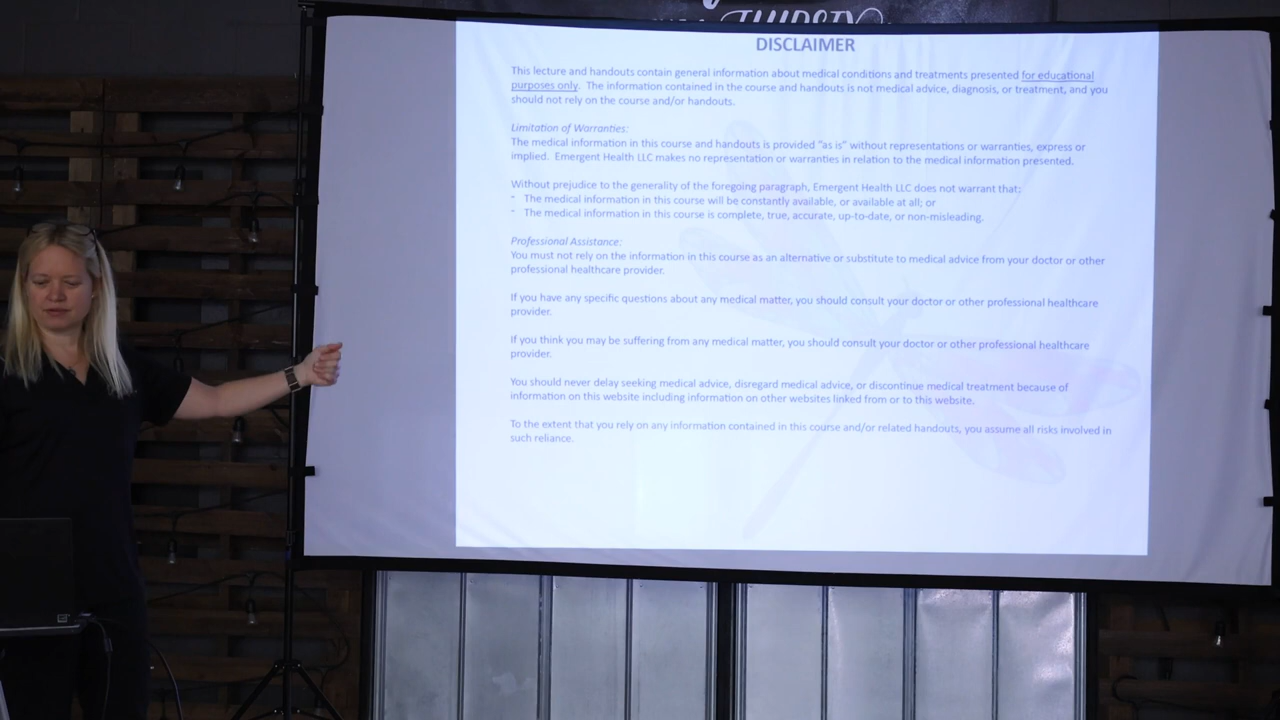 THIRSTY
DISCLAIMER
This lecture and handouts contain general information about medical conditions and treatments presented for educational
purposes only. The information contained in the course and handouts is not medical advice, diagnosis, or treatment, and you
should not rely on the course and/or handouts.
Limitation of Warranties:
The medical information in this course and handouts is provided "as is" without representations or warranties, express or
implied. Emergent Health LLC makes no representation or warranties in relation to the medical information presented.
Without prejudice to the generality of the foregoing paragraph, Emergent Health LLC does not warrant that:
- The medical information in this course will be constantly available, or available at all; or
- The medical information in this course is complete, true, accurate, up-to-date, or non-misleading.
Professional Assistance:
You must not rely on the information in this course as an alternative or substitute to medical advice from your doctor or other
professional healthcare provider.
If you have any specific questions about any medical matter, you should consult your doctor or other professional healthcare
provider.
If you think you may be suffering from any medical matter, you should consult your doctor or other professional healthcare
provider.
You should never delay seeking medical advice, disregard medical advice, or discontinue medical treatment because of
information on this website including information on other websites linked from or to this website.
To the extent that you rely on any information contained in this course and/or related handouts, you assume all risks involved in
such reliance.